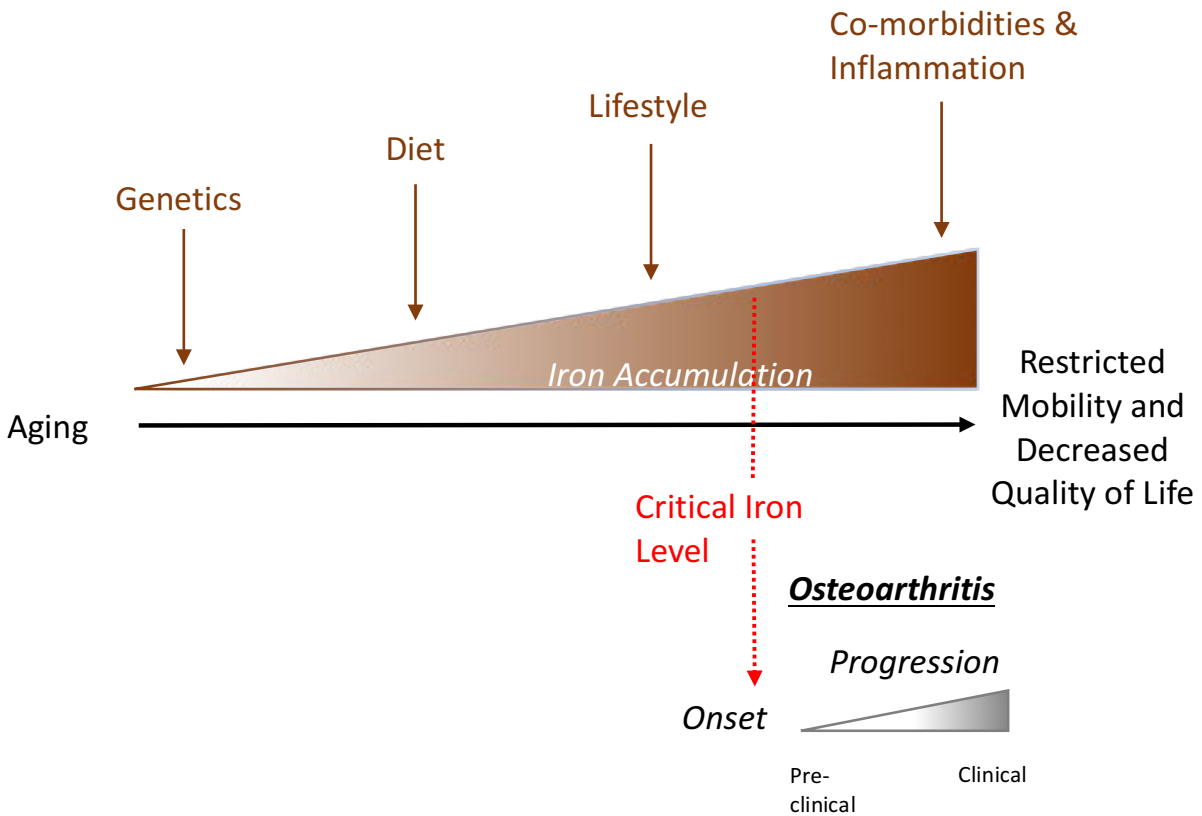 Co-morbidities &
Inflammation
Lifestyle
Diet
Genetics
Iron Accumulation
Aging
Restricted
Mobility and
Decreased
Quality of Life
Critical Iron
Level
Osteoarthritis
Progression
Onset
Pre-
clinical
Clinical